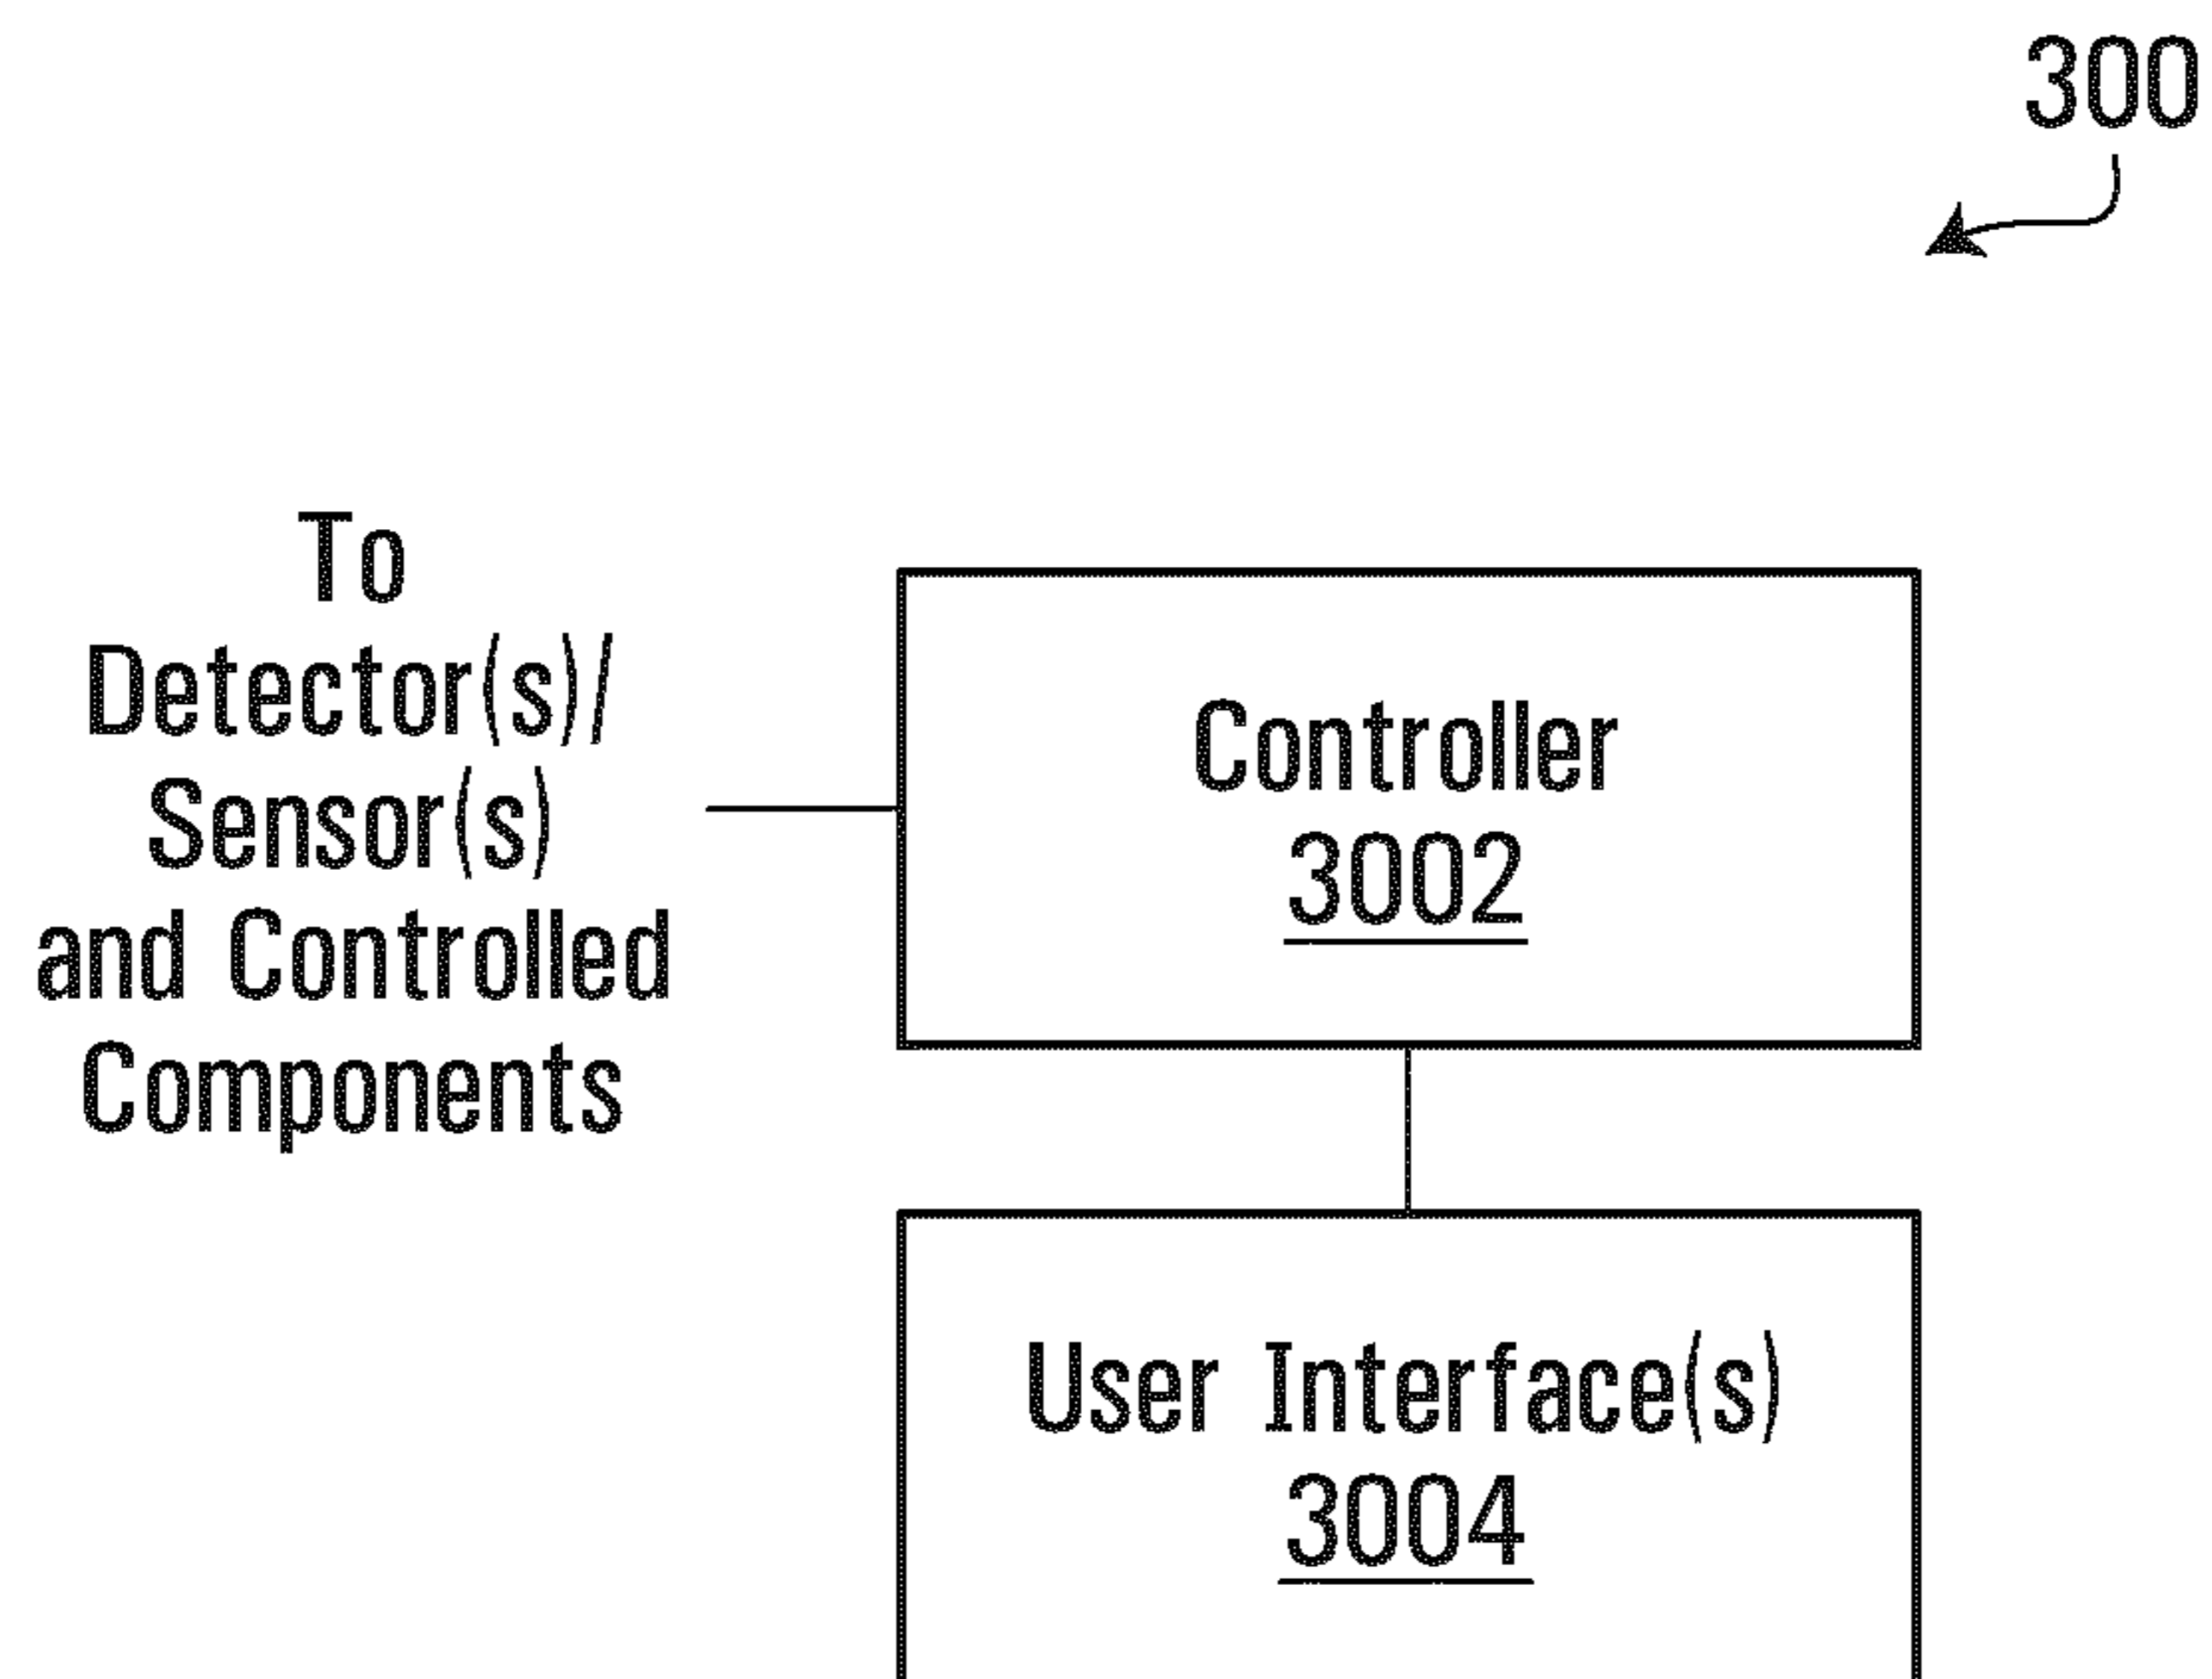 300
To
Detector(s)/
Sensor(s)
and Controlled
Components
Controller
3002
User Interface(s)
3004